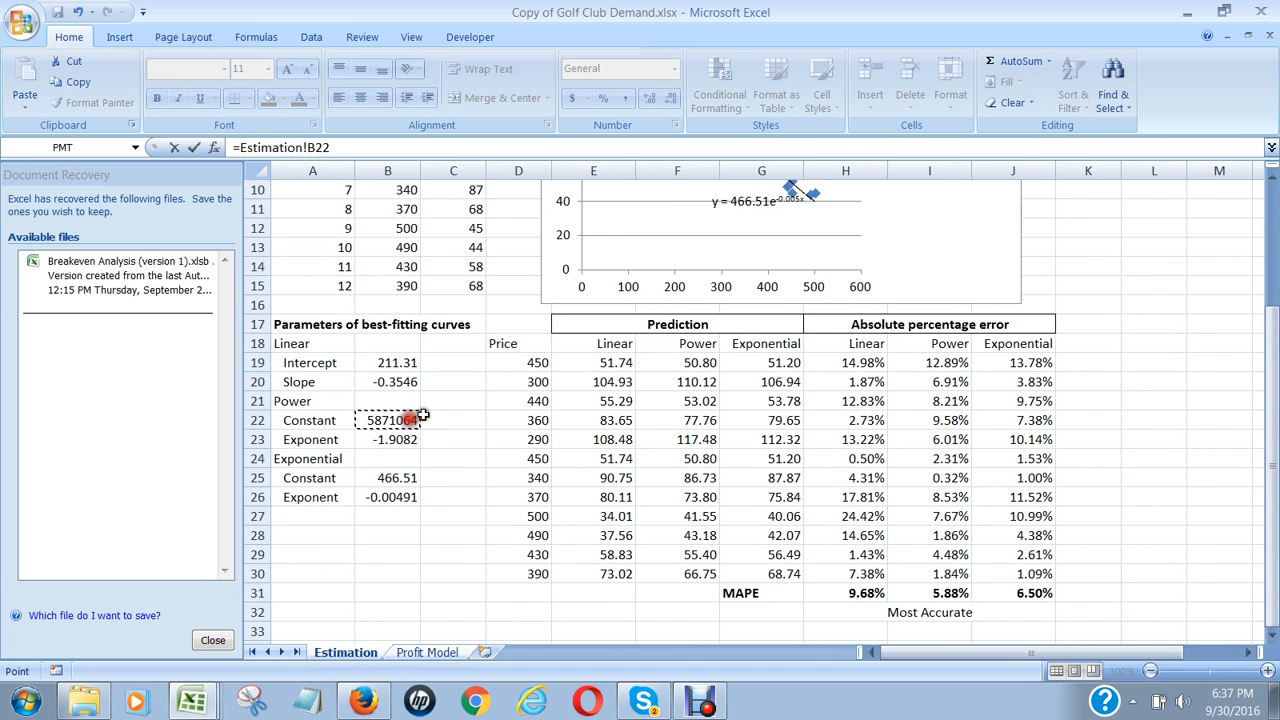 Copy of Golf Club Demand.xlsx - Microsoft Excel
Home Insert Page Layout Formulas Data Review View Developer
Cut
Copy
Format Painter
Paste
Clipboard
11
A A
B I U
Font
Wrap Text
Merge & Center
Alignment
General
$ % ,
Number
Conditional Formatting
Format as Table
Cell Styles
Styles
Insert Delete Format
Cells
AutoSum
Fill
Clear
Sort & Filter
Find & Select
Editing
PMT =Estimation!B22
Document Recovery
Excel has recovered the following files. Save the
ones you wish to keep.
Available files
Breakeven Analysis (version 1).xlsb
Version created from the last Aut...
12:15 PM Thursday, September 2...
Which file do I want to save?
Close
A B C D E F G H I J K L M
10 7 340 87
11 8 370 68
12 9 500 45
13 10 490 44
14 11 430 58
15 12 390 68
16
40
20
0
0 100 200 300 400 500 600
y = 466.51e-0.005x
17 Parameters of best-fitting curves Prediction Absolute percentage error
18 Linear Price Linear Power Exponential Linear Power Exponential
19 Intercept 211.31 450 51.74 50.80 51.20 14.98% 12.89% 13.78%
20 Slope -0.3546 300 104.93 110.12 106.94 1.87% 6.91% 3.83%
21 Power 440 55.29 53.02 53.78 12.83% 8.21% 9.75%
22 Constant 5871064 360 83.65 77.76 79.65 2.73% 9.58% 7.38%
23 Exponent -1.9082 290 108.48 117.48 112.32 13.22% 6.01% 10.14%
24 Exponential 450 51.74 50.80 51.20 0.50% 2.31% 1.53%
25 Constant 466.51 340 90.75 86.73 87.87 4.31% 0.32% 1.00%
26 Exponent -0.00491 370 80.11 73.80 75.84 17.81% 8.53% 11.52%
27 500 34.01 41.55 40.06 24.42% 7.67% 10.99%
28 490 37.56 43.18 42.07 14.65% 1.86% 4.38%
29 430 58.83 55.40 56.49 1.43% 4.48% 2.61%
30 390 73.02 66.75 68.74 7.38% 1.84% 1.09%
31 MAPE 9.68% 5.88% 6.50%
32 Most Accurate
33
Estimation Profit Model
Point 100%
6:37 PM
9/30/2016